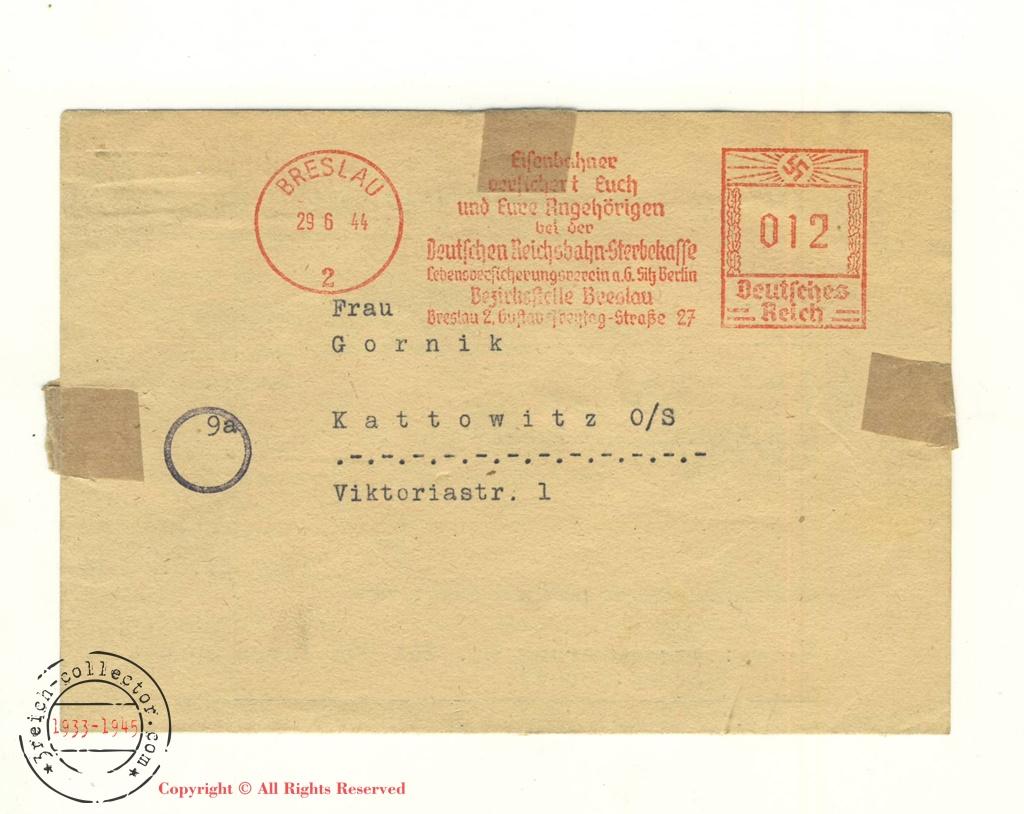 BRESLAU
29 6 44
2
Eisenbahner
versichert Euch
und Eure Angehörigen
bei der
Deutschen Reichsbahn-Sterbekasse
Lebensversicherungsverein a.G. Sitz Berlin
Bezirksstelle Breslau
Breslau 2, Gustav-Freytag-Straße 27
012
Deutsches
Reich
Frau
Gornik
9a
Kattowitz O/S
.-.-.-.-.-.-.-.-.-.-.-.-
Viktoriastr. 1
3reich-collector.com
1933-1945
Copyright © All Rights Reserved